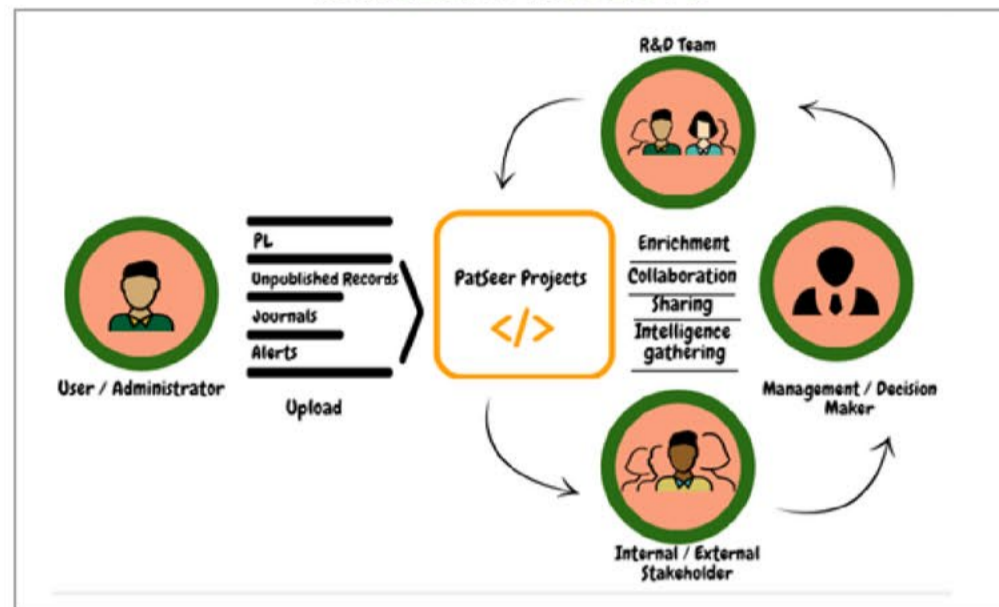 R&D Team
PL
Unpublished Records
Journals
Alerts
Upload
User / Administrator
PatSeer Projects
</>
Enrichment
Collaboration
Sharing
Intelligence
gathering
Management / Decision
Maker
Internal / External
Stakeholder